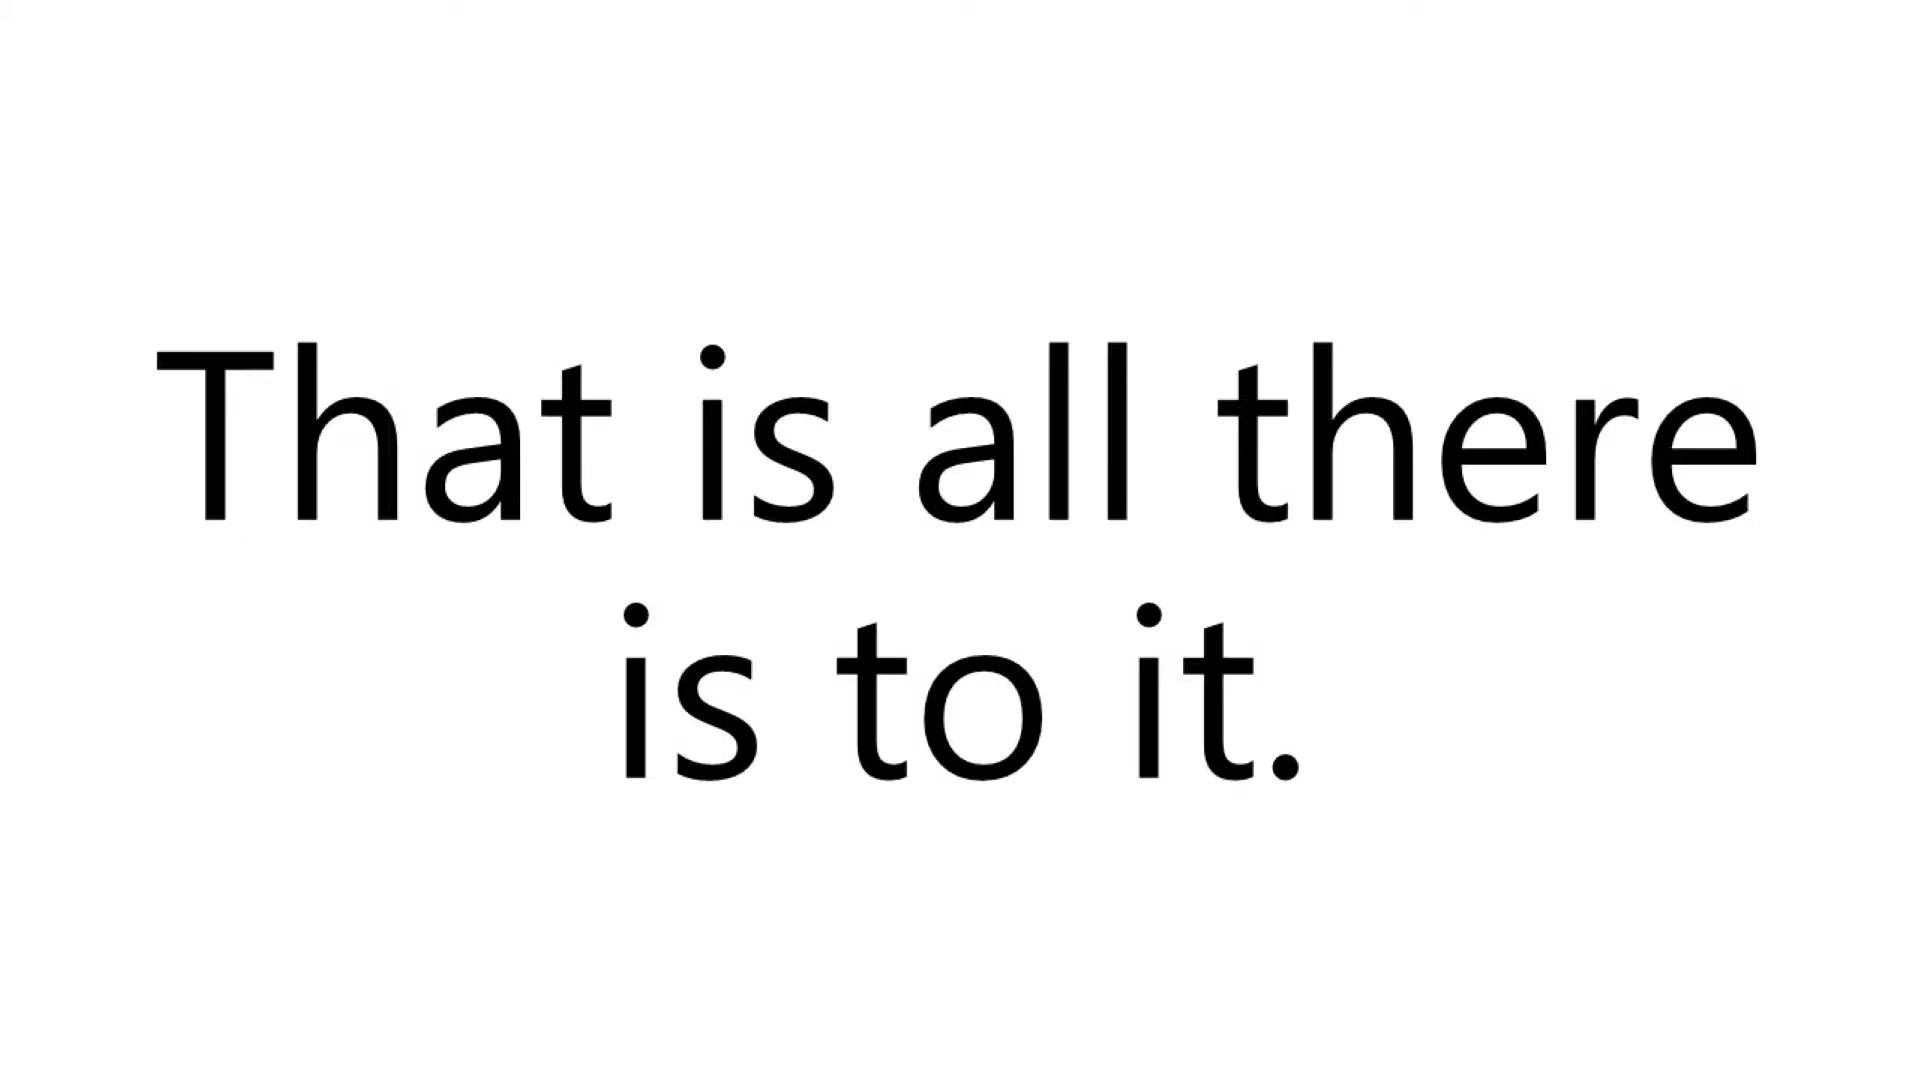 That is all there
is to it.